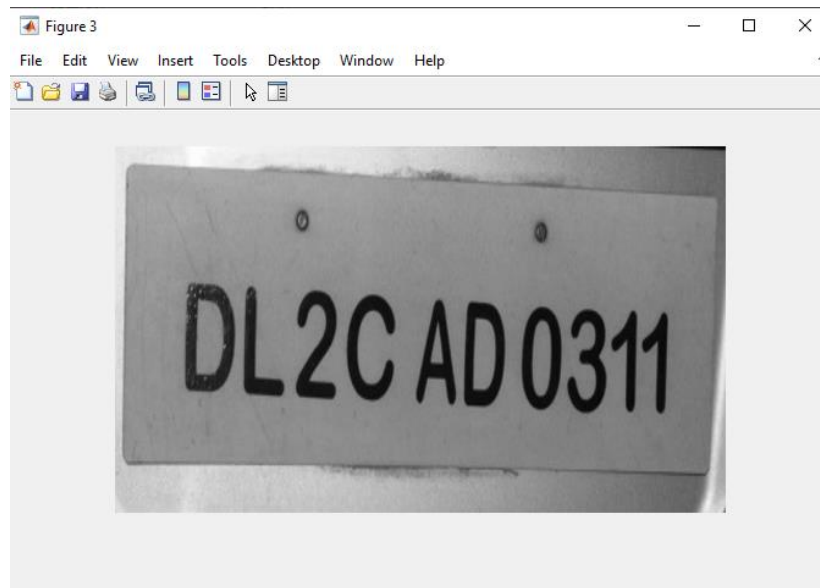 Figure 3
File Edit View Insert Tools Desktop Window Help
DL2C AD 0311